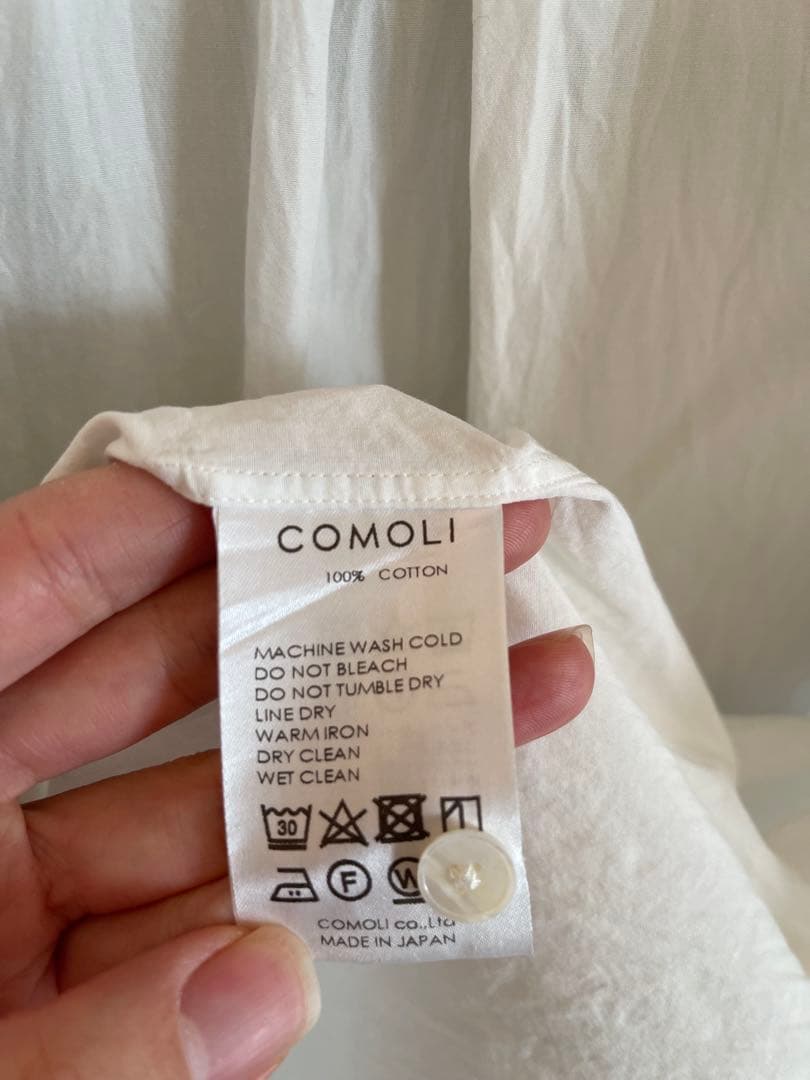 COMOLI
100% COTTON
MACHINE WASH COLD
DO NOT BLEACH
DO NOT TUMBLE DRY
LINE DRY
WARM IRON
DRY CLEAN
WET CLEAN
30
F W
COMOLI co.,Ltd
MADE IN JAPAN